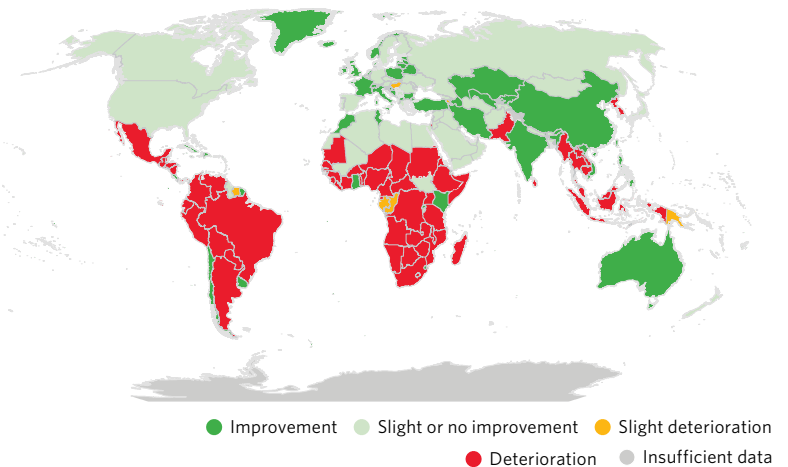 Improvement Slight or no improvement Slight deterioration
Deterioration Insufficient data